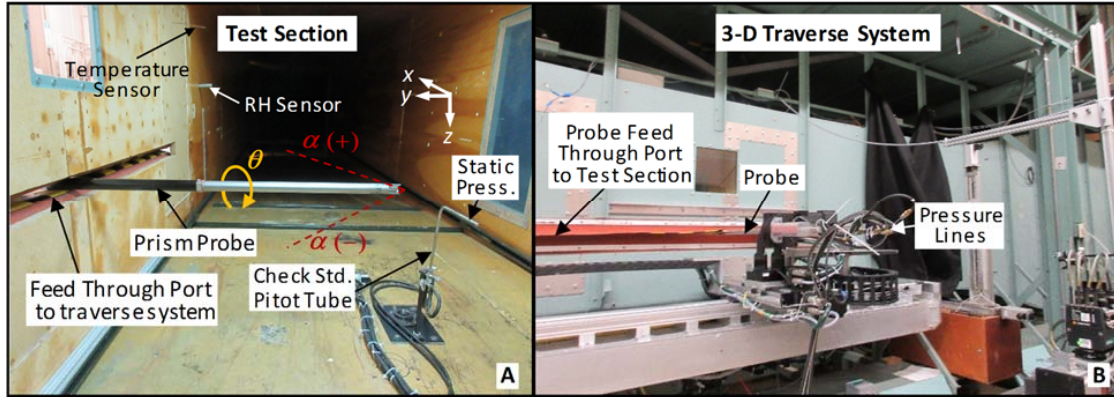 Test Section
Temperature
Sensor
RH Sensor
x
y
z
α (+)
θ
Static
Press.
Prism Probe
α (−)
Check Std.
Pitot Tube
Feed Through Port
to traverse system
A
3-D Traverse System
Probe Feed
Through Port
to Test Section
Probe
Pressure
Lines
B